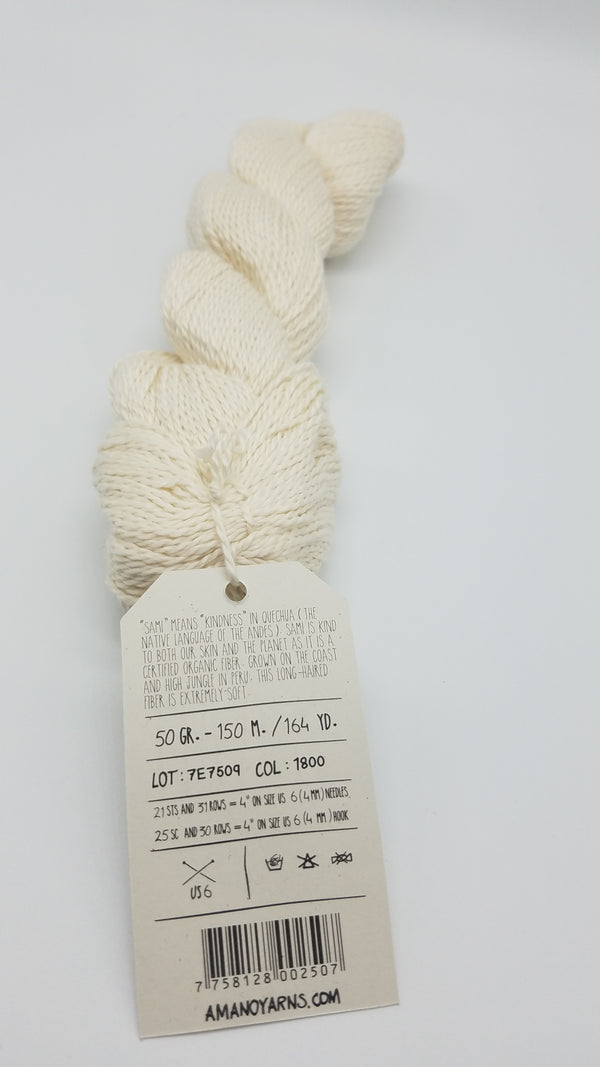 "SAMI" MEANS "KINDNESS" IN QUECHUA (THE
NATIVE LANGUAGE OF THE ANDES). SAMI IS KIND
TO BOTH OUR SKIN AND THE PLANET AS IT IS A
CERTIFIED ORGANIC FIBER. GROWN ON THE COAST
AND HIGH JUNGLE IN PERU. THIS LONG-HAIRED
FIBER IS EXTREMELY SOFT.
50 GR. - 150 M. / 164 YD.
LOT: 7E7509 COL: 1800
21 STS AND 31 ROWS = 4" ON SIZE US 6 (4 MM) NEEDLES
25 SC AND 30 ROWS = 4" ON SIZE US 6 (4 MM) HOOK
US 6
7 758128 002507
AMANOYARNS.COM